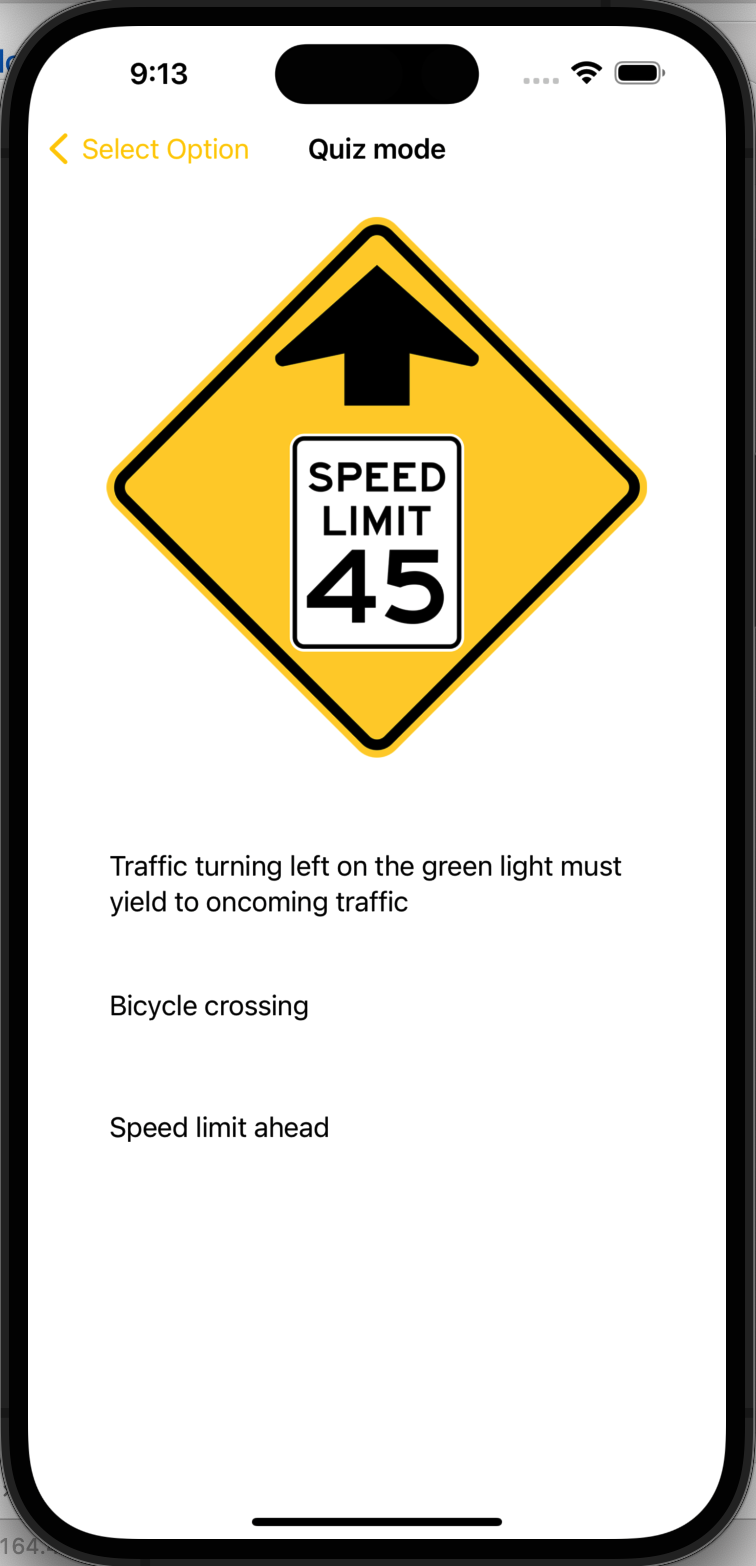 9:13
Select Option
Quiz mode
SPEED
LIMIT
45
Traffic turning left on the green light must
yield to oncoming traffic
Bicycle crossing
Speed limit ahead